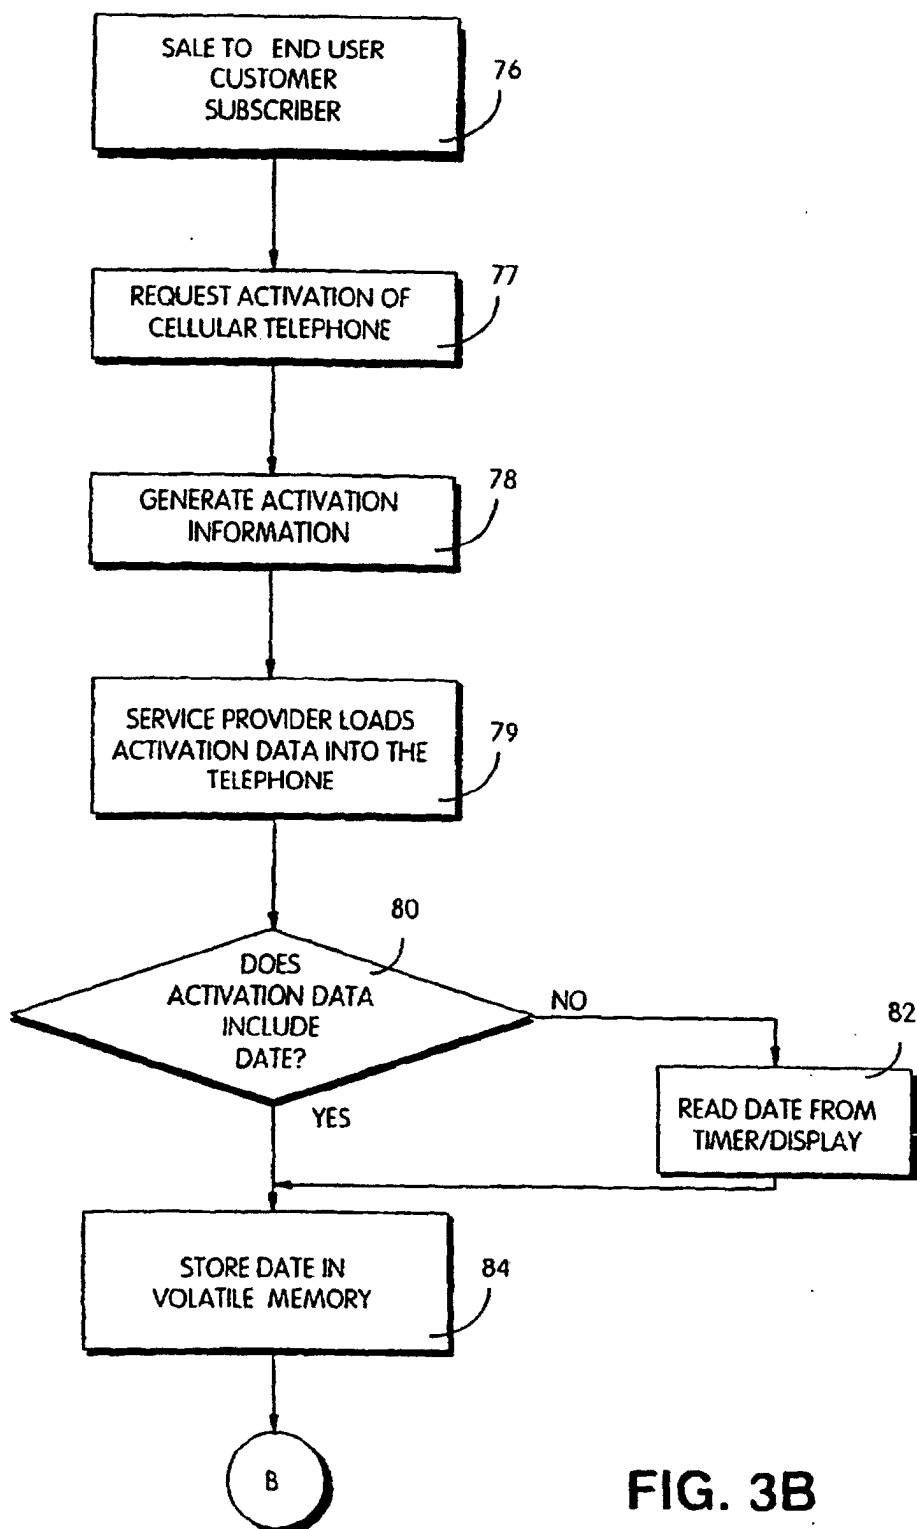 SALE TO END USER
CUSTOMER
SUBSCRIBER
76
REQUEST ACTIVATION OF
CELLULAR TELEPHONE
77
GENERATE ACTIVATION
INFORMATION
78
SERVICE PROVIDER LOADS
ACTIVATION DATA INTO THE
TELEPHONE
79
80
DOES
ACTIVATION DATA
INCLUDE
DATE?
NO
YES
82
READ DATE FROM
TIMER/DISPLAY
STORE DATE IN
VOLATILE MEMORY
84
B
FIG. 3B